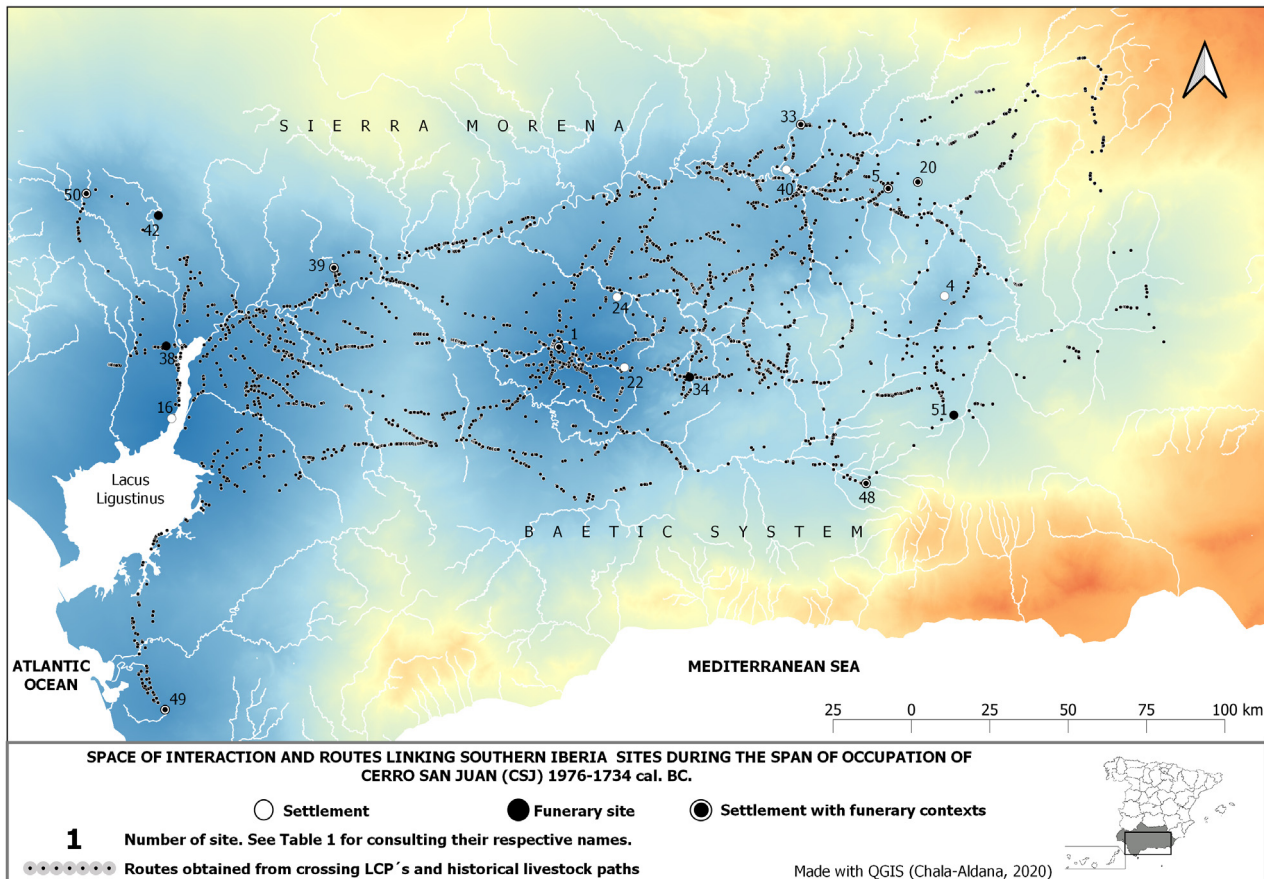 S I E R R A M O R E N A
33
50
42
40
5
20
39
24
4
1
38
22
34
16
51
Lacus
Ligustinus
48
B A E T I C S Y S T E M
ATLANTIC
OCEAN
MEDITERRANEAN SEA
49
25 0 25 50 75 100 km
SPACE OF INTERACTION AND ROUTES LINKING SOUTHERN IBERIA SITES DURING THE SPAN OF OCCUPATION OF
CERRO SAN JUAN (CSJ) 1976-1734 cal. BC.
Settlement Funerary site Settlement with funerary contexts
1 Number of site. See Table 1 for consulting their respective names.
Routes obtained from crossing LCP´s and historical livestock paths
Made with QGIS (Chala-Aldana, 2020)